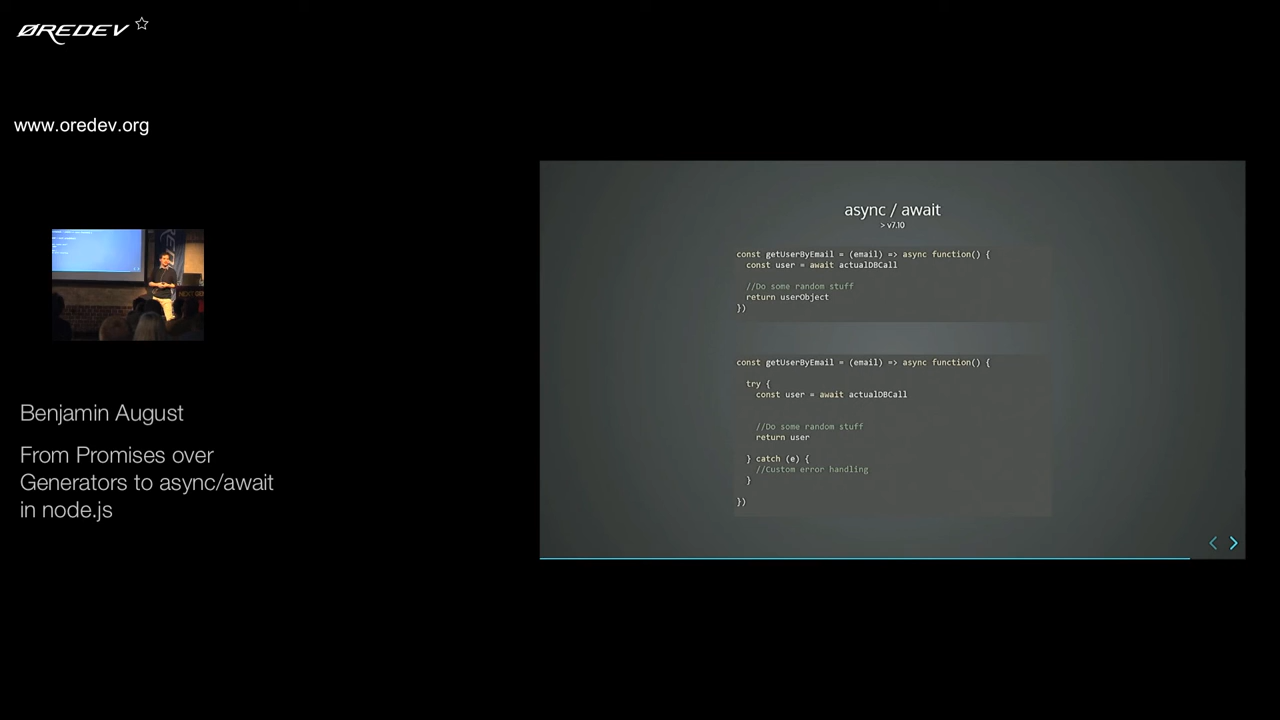 ØREDEV
www.oredev.org
Benjamin August
From Promises over
Generators to async/await
in node.js
async / await
> v7.10
const getUserByEmail = (email) => async function() {
const user = await actualDBCall
//Do some random stuff
return userObject
})
const getUserByEmail = (email) => async function() {
try {
const user = await actualDBCall
//Do some random stuff
return user
} catch (e) {
//Custom error handling
}
})